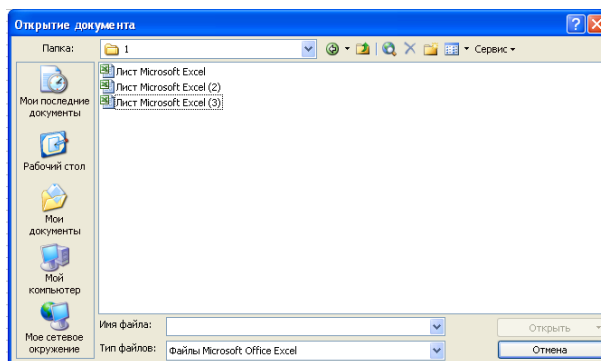 Открытие документа
Папка: 1 Сервис
Лист Microsoft Excel
Лист Microsoft Excel (2)
Лист Microsoft Excel (3)
Мои последние
документы
Рабочий стол
Мои
документы
Мой
компьютер
Мое сетевое
окружение
Имя файла: Открыть
Тип файлов: Файлы Microsoft Office Excel Отмена